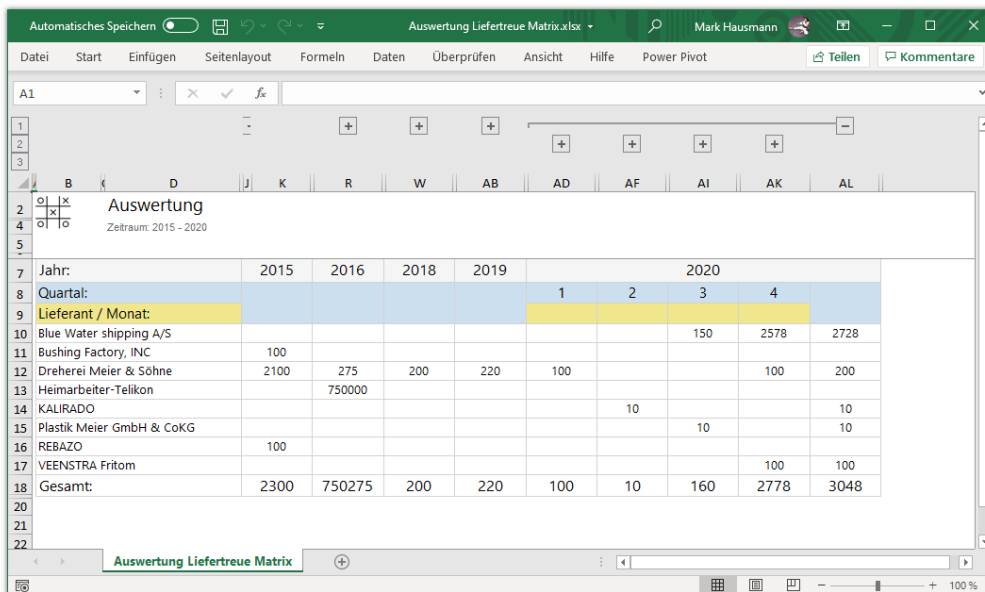 Automatisches Speichern Auswertung Liefertreue Matrix.xlsx Mark Hausmann
Datei Start Einfügen Seitenlayout Formeln Daten Überprüfen Ansicht Hilfe Power Pivot Teilen Kommentare
A1 fx
1
2
3
B D J K R W AB AD AF AI AK AL
2 Auswertung
4 Zeitraum: 2015 - 2020
5
7 Jahr: 2015 2016 2018 2019 2020
8 Quartal: 1 2 3 4
9 Lieferant / Monat:
10 Blue Water shipping A/S 150 2578 2728
11 Bushing Factory, INC 100
12 Dreherei Meier & Söhne 2100 275 200 220 100 100 200
13 Heimarbeiter-Telikon 750000
14 KALIRADO 10 10
15 Plastik Meier GmbH & CoKG 10 10
16 REBAZO 100
17 VEENSTRA Fritom 100 100
18 Gesamt: 2300 750275 200 220 100 10 160 2778 3048
20
21
22
Auswertung Liefertreue Matrix
100 %